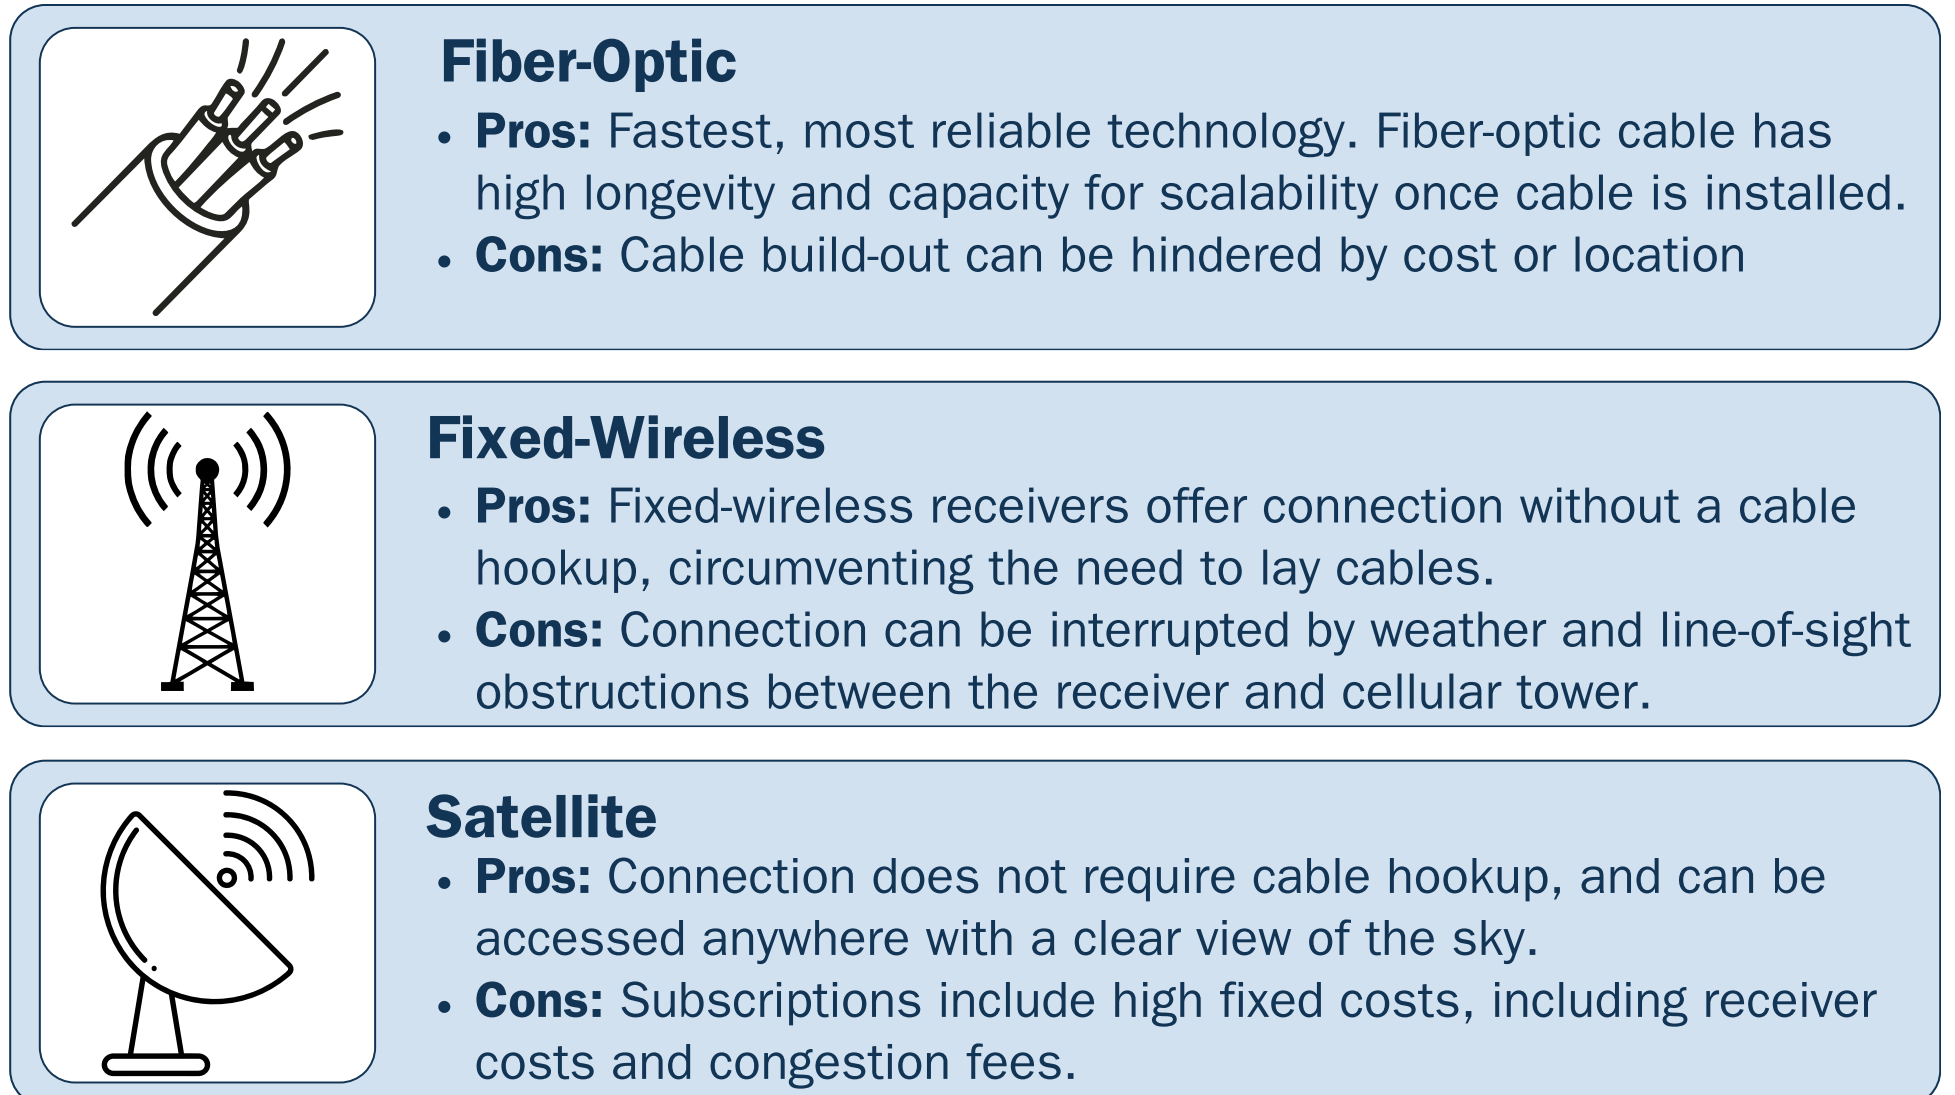 Fiber-Optic
• Pros: Fastest, most reliable technology. Fiber-optic cable has
high longevity and capacity for scalability once cable is installed.
• Cons: Cable build-out can be hindered by cost or location
Fixed-Wireless
• Pros: Fixed-wireless receivers offer connection without a cable
hookup, circumventing the need to lay cables.
• Cons: Connection can be interrupted by weather and line-of-sight
obstructions between the receiver and cellular tower.
Satellite
• Pros: Connection does not require cable hookup, and can be
accessed anywhere with a clear view of the sky.
• Cons: Subscriptions include high fixed costs, including receiver
costs and congestion fees.